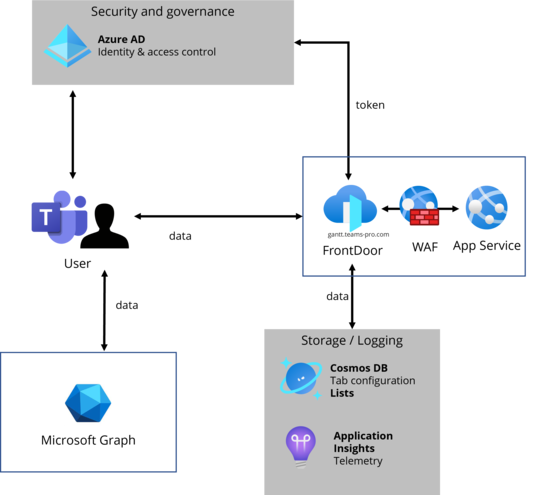 Security and governance
Azure AD
Identity & access control
token
T
data
gantt.teams-pro.com
FrontDoor
WAF
App Service
User
data
data
Storage / Logging
Cosmos DB
Tab configuration
Lists
Microsoft Graph
Application
Insights
Telemetry